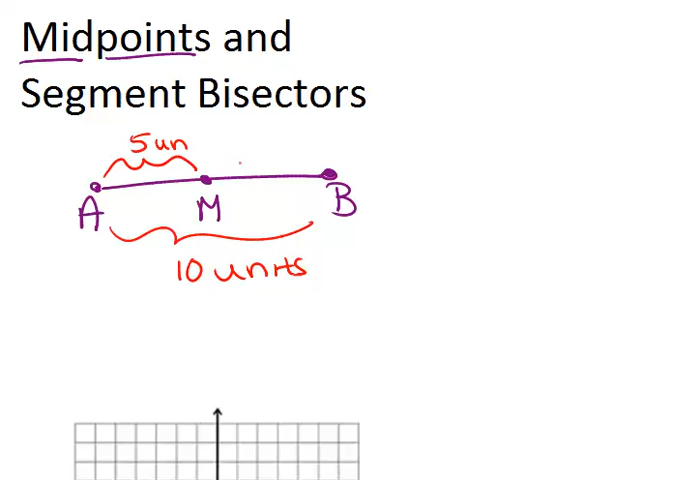 Midpoints and
Segment Bisectors
5 un
A M B
10 units